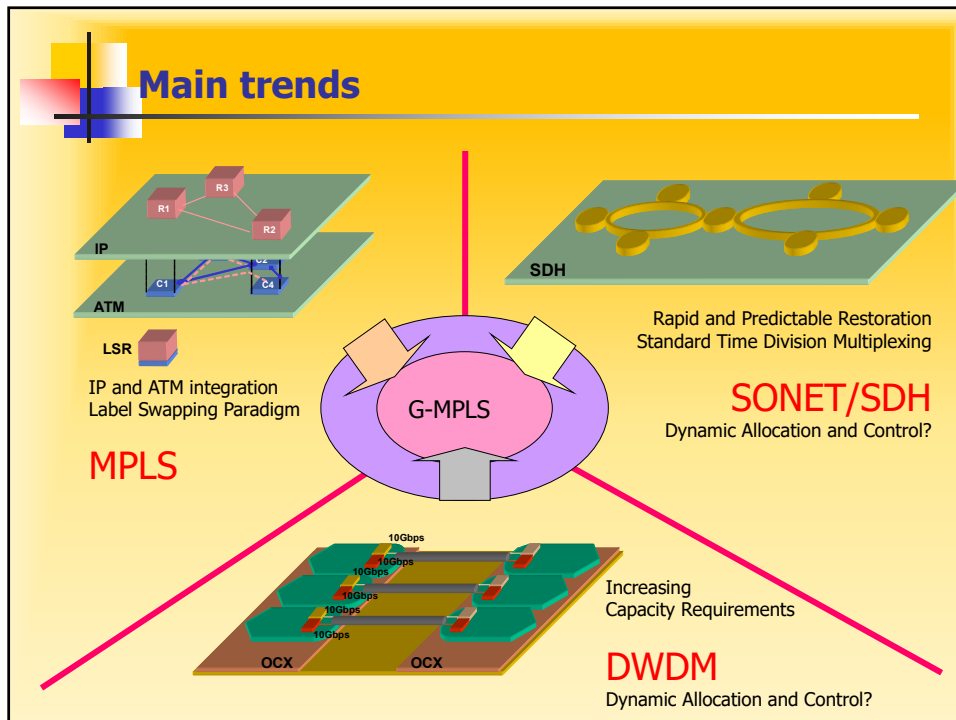 Main trends
R3
R1
R2
IP
C2
C1
C4
ATM
LSR
IP and ATM integration
Label Swapping Paradigm
MPLS
SDH
Rapid and Predictable Restoration
Standard Time Division Multiplexing
SONET/SDH
Dynamic Allocation and Control?
G-MPLS
10Gbps
10Gbps
10Gbps
10Gbps
10Gbps
10Gbps
OCX OCX
Increasing
Capacity Requirements
DWDM
Dynamic Allocation and Control?